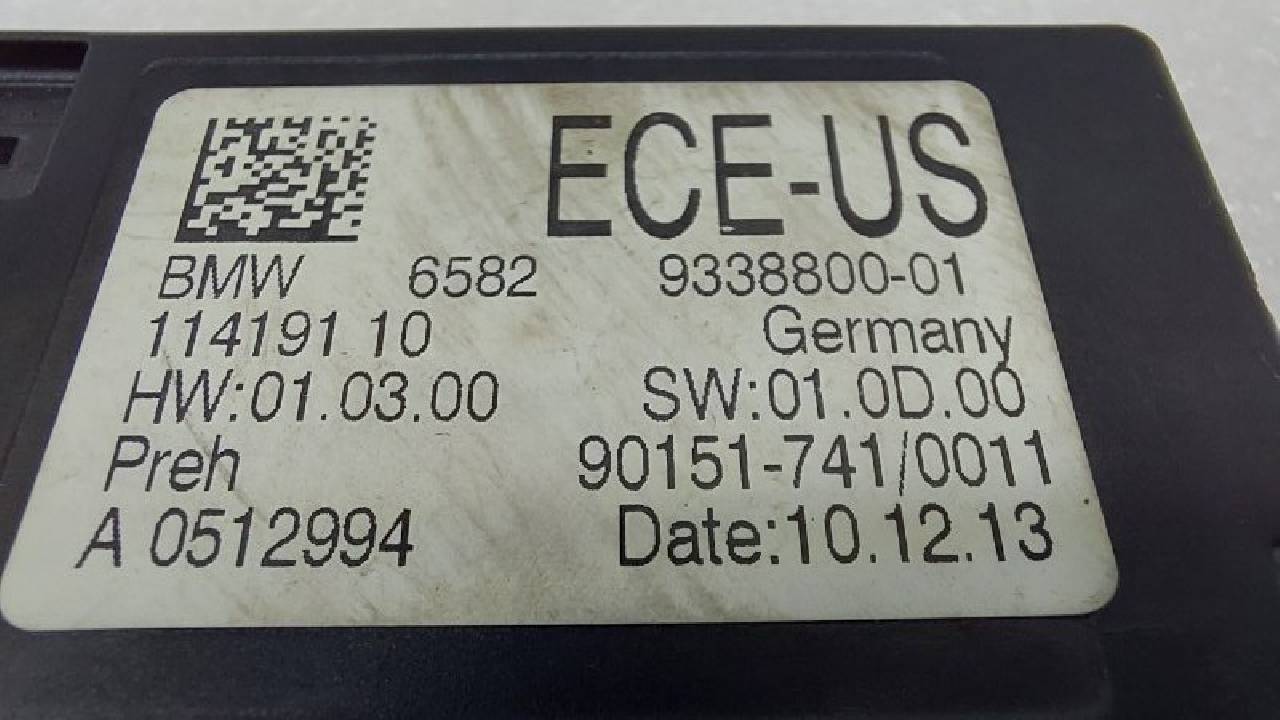 ECE-US
BMW 6582 9338800-01
114191 10 Germany
HW:01.03.00 SW:01.0D.00
Preh 90151-741/0011
A 0512994 Date:10.12.13